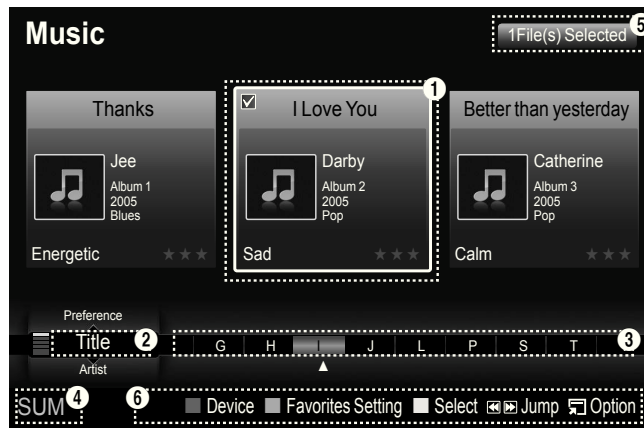 Music
1File(s) Selected
5
1
Thanks
Jee
Album 1
2005
Blues
Energetic
I Love You
Darby
Album 2
2005
Pop
Sad
Better than yesterday
Catherine
Album 3
2005
Pop
Calm
Preference
Title
Artist
2
G H I J L P S T
3
SUM
4
6
Device Favorites Setting Select Jump Option